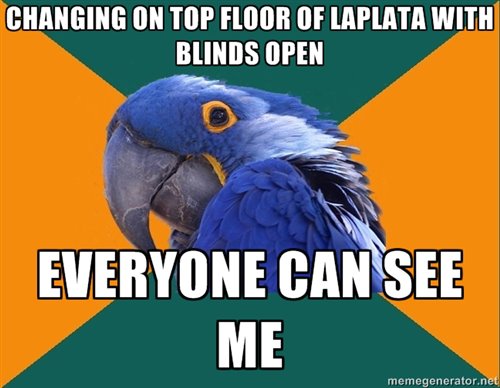 CHANGING ON TOP FLOOR OF LAPLATA WITH
BLINDS OPEN
EVERYONE CAN SEE
ME
memegenerator.net